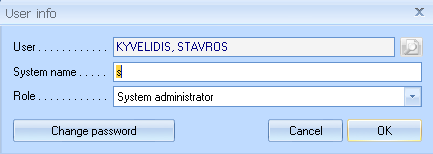 User info
User . . . . . . . . . . . . KYVELIDIS, STAVROS
System name . . . . . s
Role . . . . . . . . . . . . System administrator
Change password Cancel OK